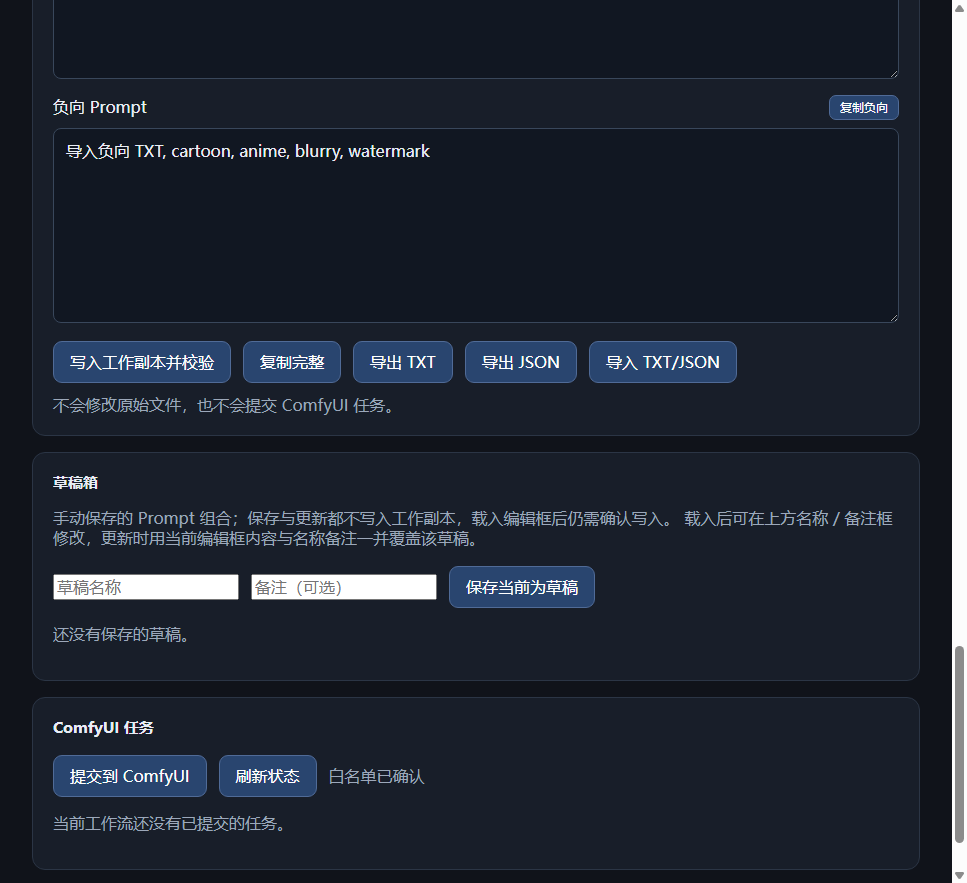 负向 Prompt
复制负向
导入负向 TXT, cartoon, anime, blurry, watermark
写入工作副本并校验
复制完整
导出 TXT
导出 JSON
导入 TXT/JSON
不会修改原始文件，也不会提交 ComfyUI 任务。
草稿箱
手动保存的 Prompt 组合；保存与更新都不写入工作副本，载入编辑框后仍需确认写入。 载入后可在上方名称 / 备注框
修改，更新时用当前编辑框内容与名称备注一并覆盖该草稿。
草稿名称
备注（可选）
保存当前为草稿
还没有保存的草稿。
ComfyUI 任务
提交到 ComfyUI
刷新状态
白名单已确认
当前工作流还没有已提交的任务。